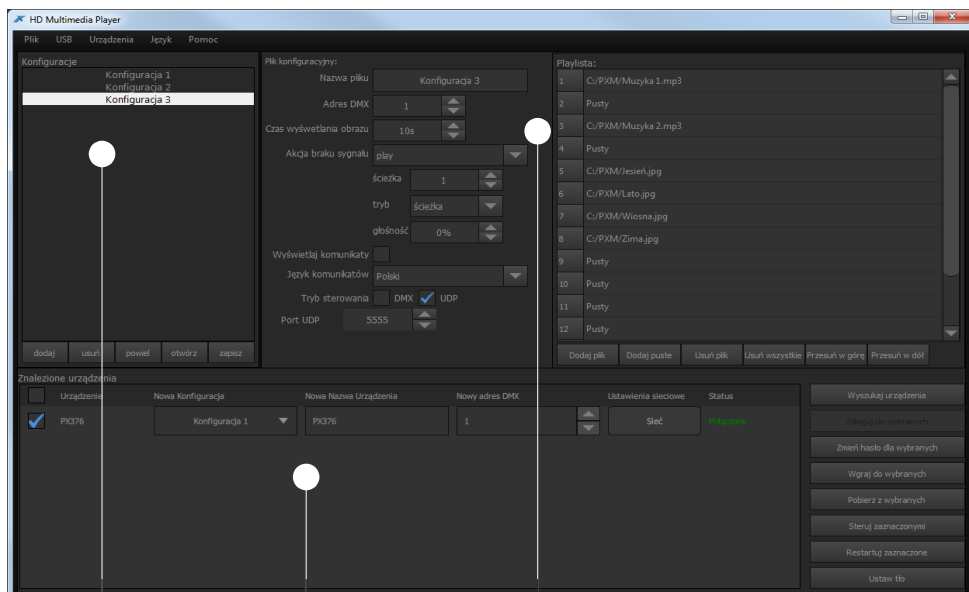 HD Multimedia Player
Plik USB Urządzenia Język Pomoc
Konfiguracje
Konfiguracja 1
Konfiguracja 2
Konfiguracja 3
dodaj usuń powiel otwórz zapisz
Plik konfiguracyjny:
Nazwa pliku Konfiguracja 3
Adres DMX 1
Czas wyświetlania obrazu 10s
Akcja braku sygnału play
ścieżka 1
tryb ścieżka
głośność 0%
Wyświetlaj komunikaty
Język komunikatów Polski
Tryb sterowania DMX UDP
Port UDP 5555
Playlista:
1 C:/PXM/Muzyka 1.mp3
2 Pusty
3 C:/PXM/Muzyka 2.mp3
4 Pusty
5 C:/PXM/Jesień.jpg
6 C:/PXM/Lato.jpg
7 C:/PXM/Wiosna.jpg
8 C:/PXM/Zima.jpg
9 Pusty
10 Pusty
11 Pusty
12 Pusty
Dodaj plik Dodaj puste Usuń plik Usuń wszystkie Przesuń w górę Przesuń w dół
Znalezione urządzenia
Urządzenie Nowa Konfiguracja Nowa Nazwa Urządzenia Nowy adres DMX Ustawienia sieciowe Status
PX376 Konfiguracja 1 PX376 1 Sieć Połączony
Wyszukaj urządzenia
Zaloguj do wybranych
Zmień hasło dla wybranych
Wgraj do wybranych
Pobierz z wybranych
Steruj zaznaczonymi
Restartuj zaznaczone
Ustaw tło